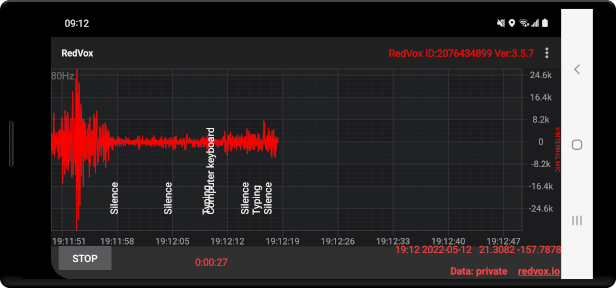 09:12
RedVox
RedVox ID:2076434899 Ver:3.5.7
80Hz
24.6k
16.4k
8.2k
0
-8.2k
-16.4k
-24.6k
INTERNAL MIC
Silence
Silence
Typing
Computer keyboard
Silence
Typing
Silence
19:11:51 19:11:58 19:12:05 19:12:12 19:12:19 19:12:26 19:12:33 19:12:40 19:12:47
STOP
0:00:27
19:12 2022-05-12 21.3082 -157.7878
Data: private redvox.io